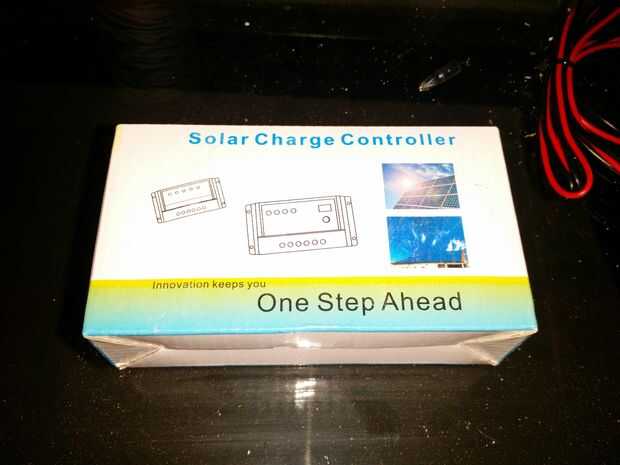 Solar Charge Controller
Innovation keeps you
One Step Ahead